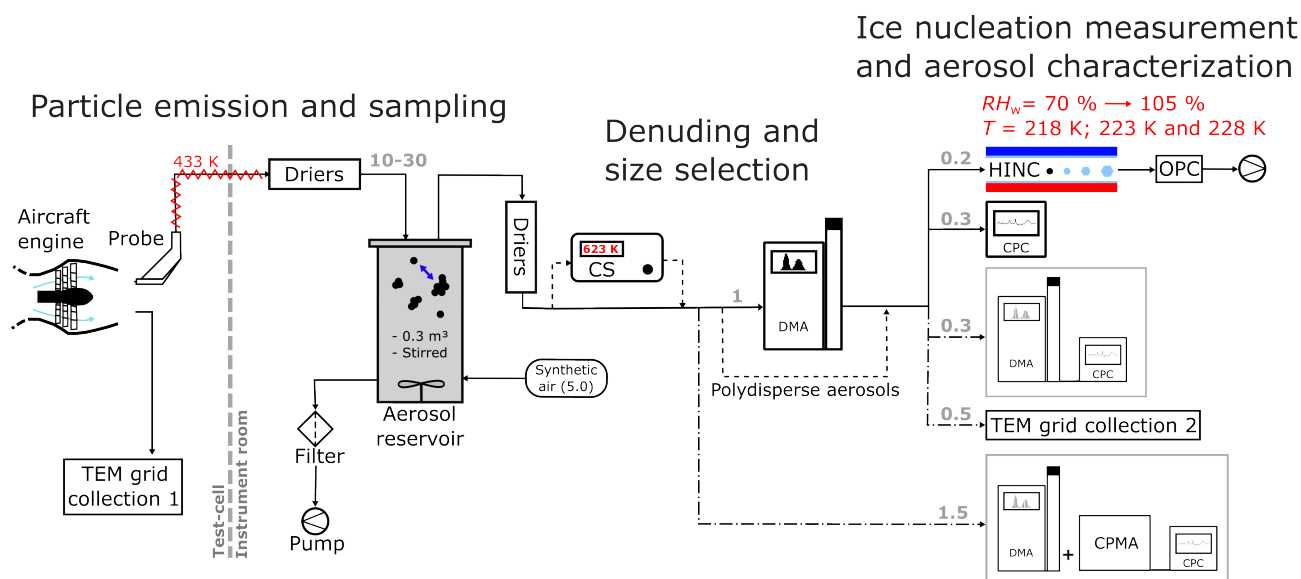 Ice nucleation measurement
and aerosol characterization
Particle emission and sampling
Denuding and
size selection
RHw= 70 % → 105 %
T = 218 K; 223 K and 228 K
433 K
Driers
10-30
Aircraft
engine
Probe
Driers
623 K
CS
1
DMA
0.2
HINC
OPC
0.3
CPC
0.3
DMA
CPC
- 0.3 m³
- Stirred
Synthetic
air (5.0)
Polydisperse aerosols
Aerosol
reservoir
0.5
TEM grid collection 2
Filter
TEM grid
collection 1
Test-cell
Instrument room
Pump
1.5
DMA
+
CPMA
CPC